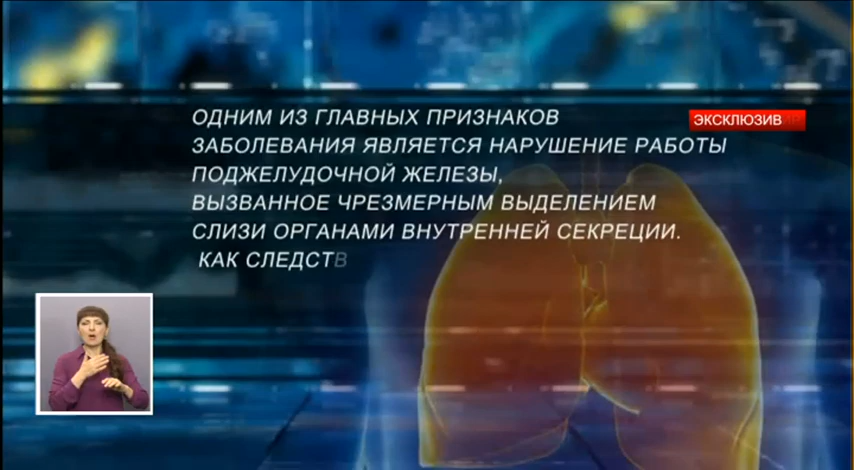 ОДНИМ ИЗ ГЛАВНЫХ ПРИЗНАКОВ
ЭКСКЛЮЗИВ
ЗАБОЛЕВАНИЯ ЯВЛЯЕТСЯ НАРУШЕНИЕ РАБОТЫ
ПОДЖЕЛУДОЧНОЙ ЖЕЛЕЗЫ,
ВЫЗВАННОЕ ЧРЕЗМЕРНЫМ ВЫДЕЛЕНИЕМ
СЛИЗИ ОРГАНАМИ ВНУТРЕННЕЙ СЕКРЕЦИИ.
КАК СЛЕДСТВ